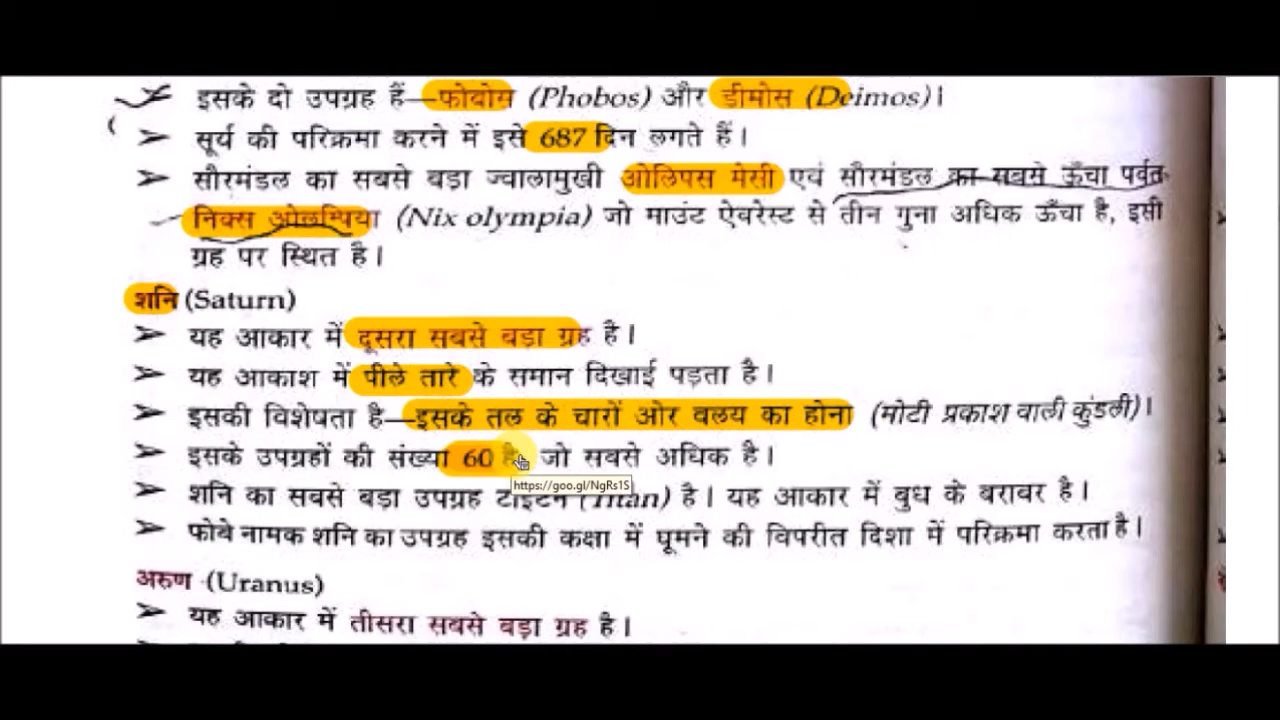 इसके दो उपग्रह हैं—फोबोस (Phobos) और डीमोस (Deimos)।
सूर्य की परिक्रमा करने में इसे 687 दिन लगते हैं।
सौरमंडल का सबसे बड़ा ज्वालामुखी ओलिपस मेसी एवं सौरमंडल का सबसे ऊँचा पर्वत
निक्स ओलम्पिया (Nix olympia) जो माउंट ऐवरेस्ट से तीन गुना अधिक ऊँचा है, इसी
ग्रह पर स्थित है।
शनि (Saturn)
यह आकार में दूसरा सबसे बड़ा ग्रह है।
यह आकाश में पीले तारे के समान दिखाई पड़ता है।
इसकी विशेषता है—इसके तल के चारों ओर वलय का होना (मोटी प्रकाश वाली कुंडली)।
इसके उपग्रहों की संख्या 60 है जो सबसे अधिक है।
https://goo.gl/NgRs1S
शनि का सबसे बड़ा उपग्रह टाइटन (Titan) है। यह आकार में बुध के बराबर है।
फोबे नामक शनि का उपग्रह इसकी कक्षा में घूमने की विपरीत दिशा में परिक्रमा करता है।
अरुण (Uranus)
यह आकार में तीसरा सबसे बड़ा ग्रह है।